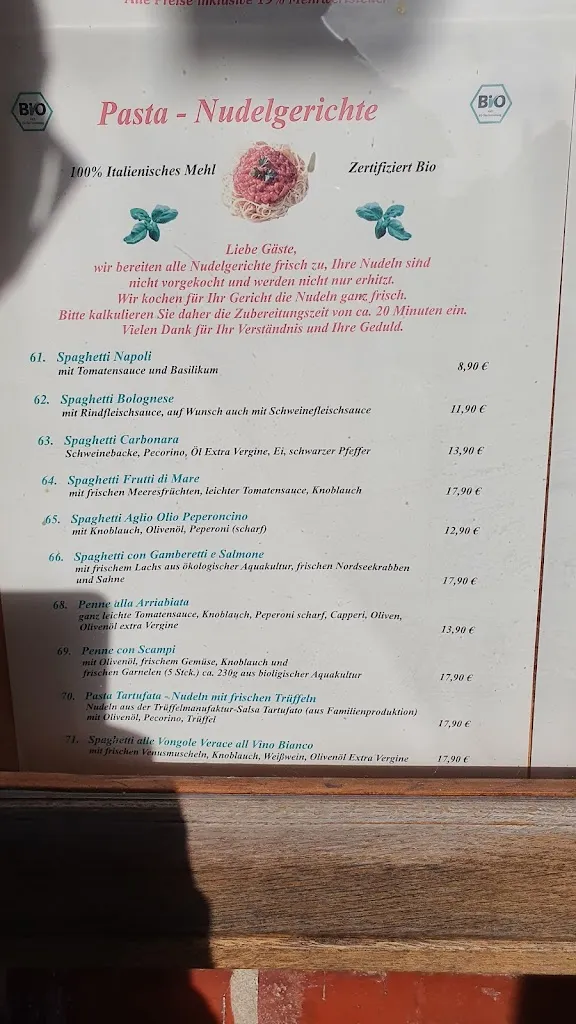 Alle Preise inklusive 19% Mehrwertsteuer
BiO
BiO
Pasta - Nudelgerichte
100% Italienisches Mehl
Zertifiziert Bio
Liebe Gäste,
wir bereiten alle Nudelgerichte frisch zu, Ihre Nudeln sind
nicht vorgekocht und werden nicht nur erhitzt.
Wir kochen für Ihr Gericht die Nudeln ganz frisch.
Bitte kalkulieren Sie daher die Zubereitungszeit von ca. 20 Minuten ein.
Vielen Dank für Ihr Verständnis und Ihre Geduld.
61. Spaghetti Napoli
mit Tomatensauce und Basilikum 8,90 €
62. Spaghetti Bolognese
mit Rindfleischsauce, auf Wunsch auch mit Schweinefleischsauce 11,90 €
63. Spaghetti Carbonara
Schweinebacke, Pecorino, Öl Extra Vergine, Ei, schwarzer Pfeffer 13,90 €
64. Spaghetti Frutti di Mare
mit frischen Meeresfrüchten, leichter Tomatensauce, Knoblauch 17,90 €
65. Spaghetti Aglio Olio Peperoncino
mit Knoblauch, Olivenöl, Peperoni (scharf) 12,90 €
66. Spaghetti con Gamberetti e Salmone
mit frischem Lachs aus ökologischer Aquakultur, frischen Nordseekrabben
und Sahne 17,90 €
68. Penne alla Arriabiata
ganz leichte Tomatensauce, Knoblauch, Peperoni scharf, Capperi, Oliven,
Olivenöl extra Vergine 13,90 €
69. Penne con Scampi
mit Olivenöl, frischem Gemüse, Knoblauch und
frischen Garnelen (5 Stck.) ca. 230g aus bioligischer Aquakultur 17,90 €
70. Pasta Tartufata - Nudeln mit frischen Trüffeln
Nudeln aus der Trüffelmanufaktur-Salsa Tartufato (aus Familienproduktion)
mit Olivenöl, Pecorino, Trüffel 17,90 €
71. Spaghetti alle Vongole Verace all Vino Bianco
mit frischen Venusmuscheln, Knoblauch, Weißwein, Olivenöl Extra Vergine 17,90 €